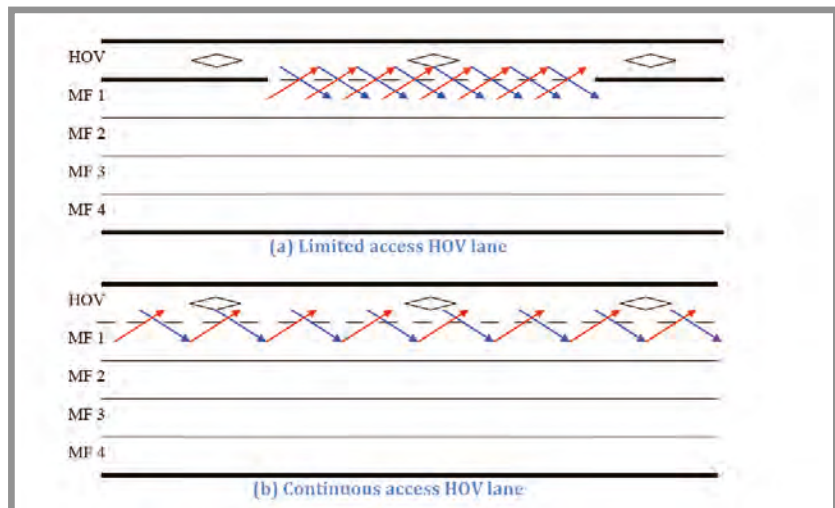 HOV
MF 1
MF 2
MF 3
MF 4
(a) Limited access HOV lane
HOV
MF 1
MF 2
MF 3
MF 4
(b) Continuous access HOV lane